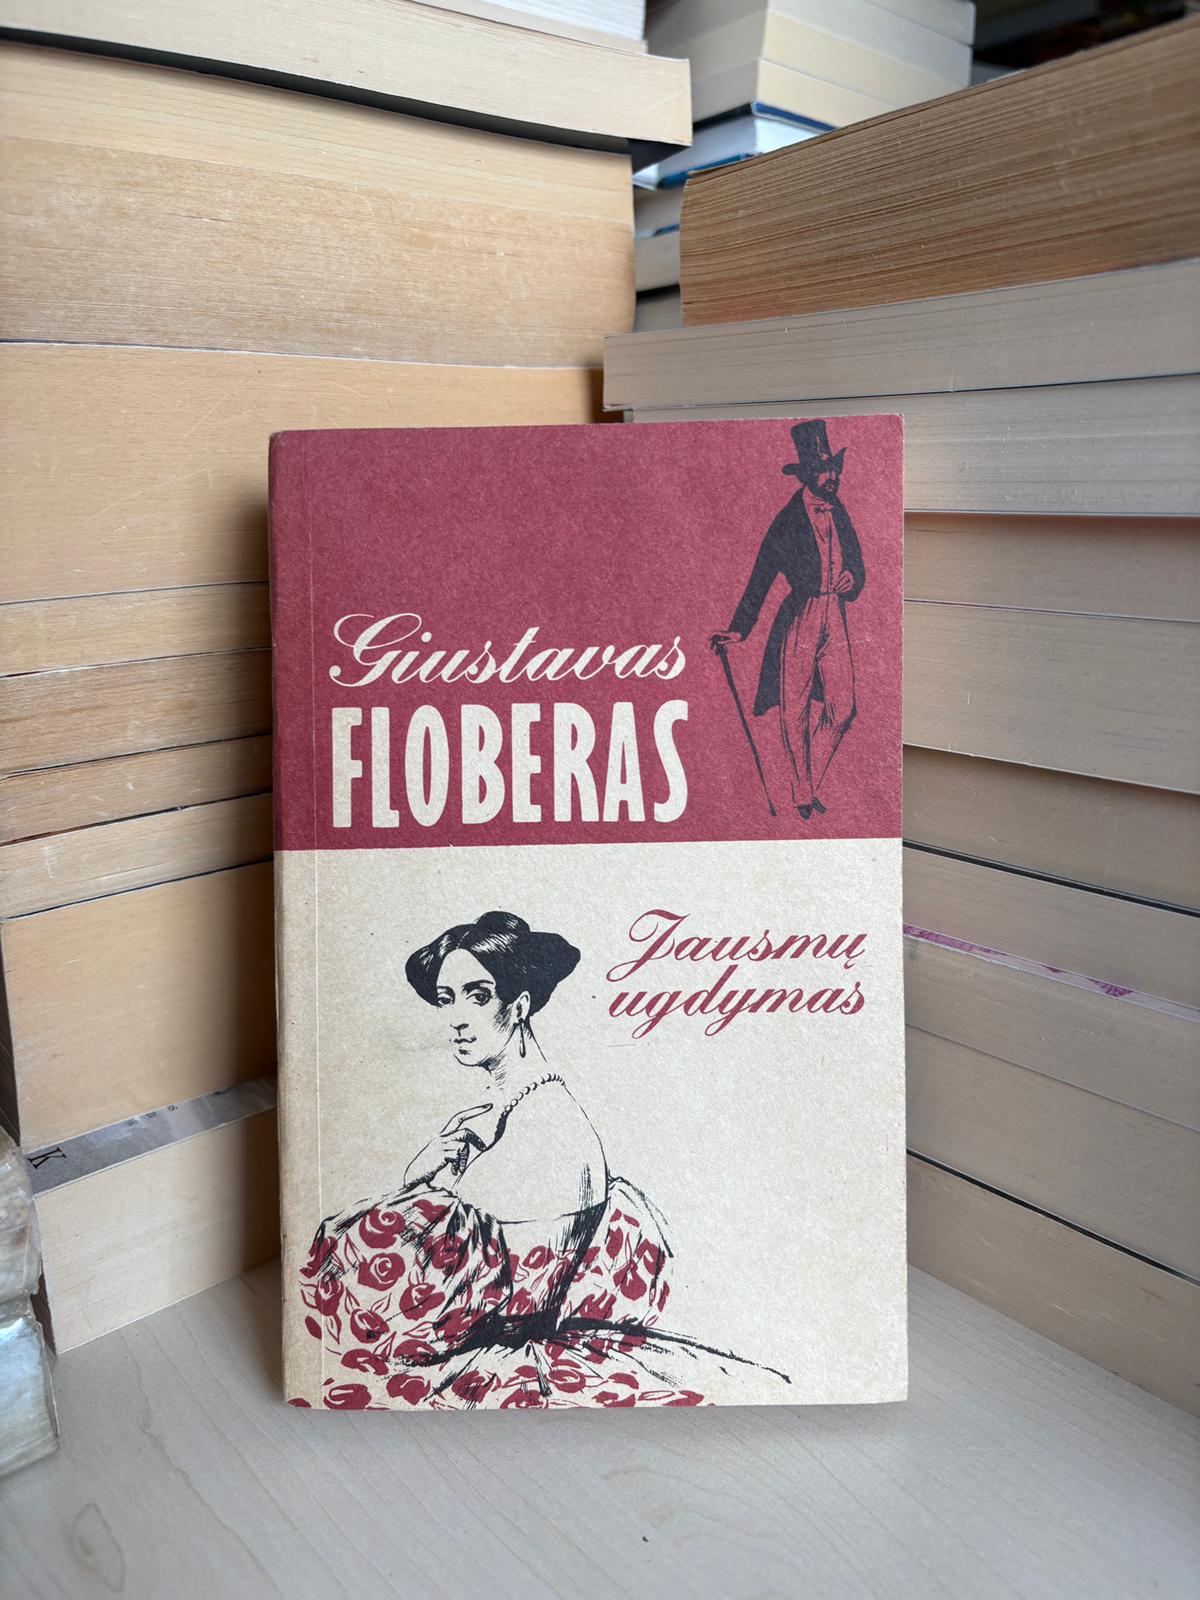 Giustavas
FLOBERAS
Jausmų
ugdymas
K